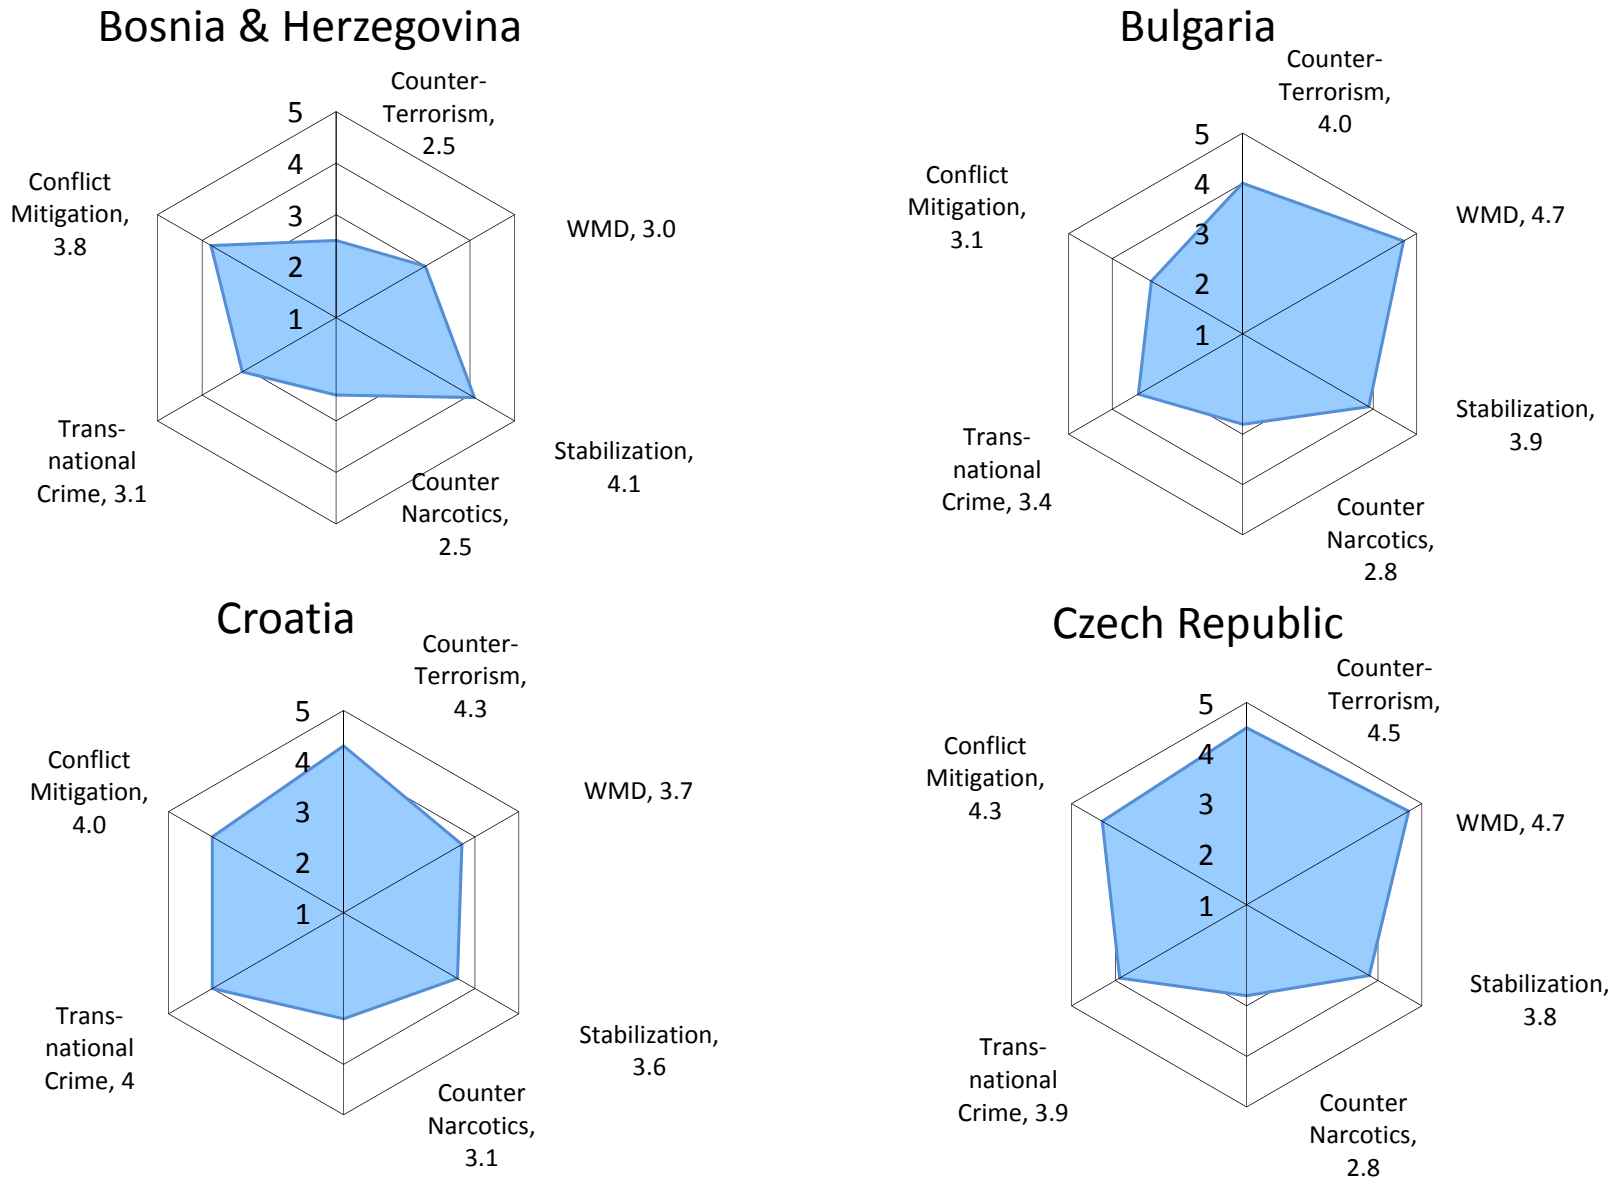 Bosnia & Herzegovina
Counter-
Terrorism,
2.5
WMD, 3.0
Stabilization,
4.1
Counter
Narcotics,
2.5
Trans-
national
Crime, 3.1
Conflict
Mitigation,
3.8
5
4
3
2
1
Bulgaria
Counter-
Terrorism,
4.0
WMD, 4.7
Stabilization,
3.9
Counter
Narcotics,
2.8
Trans-
national
Crime, 3.4
Conflict
Mitigation,
3.1
5
4
3
2
1
Croatia
Counter-
Terrorism,
4.3
WMD, 3.7
Stabilization,
3.6
Counter
Narcotics,
3.1
Trans-
national
Crime, 4
Conflict
Mitigation,
4.0
5
4
3
2
1
Czech Republic
Counter-
Terrorism,
4.5
WMD, 4.7
Stabilization,
3.8
Counter
Narcotics,
2.8
Trans-
national
Crime, 3.9
Conflict
Mitigation,
4.3
5
4
3
2
1